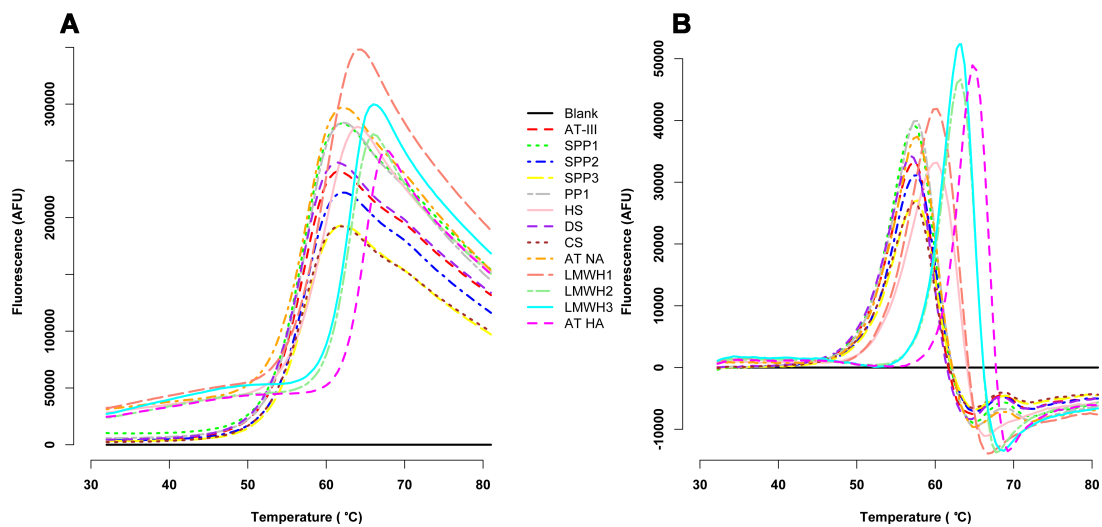 A
Fluorescence (AFU)
0
50000
100000
200000
300000
30
40
50
60
70
80
Temperature ( °C)
Blank
AT-III
SPP1
SPP2
SPP3
PP1
HS
DS
CS
AT NA
LMWH1
LMWH2
LMWH3
AT HA
B
Fluorescence (AFU)
-10000
0
10000
20000
30000
40000
50000
30
40
50
60
70
80
Temperature ( °C)